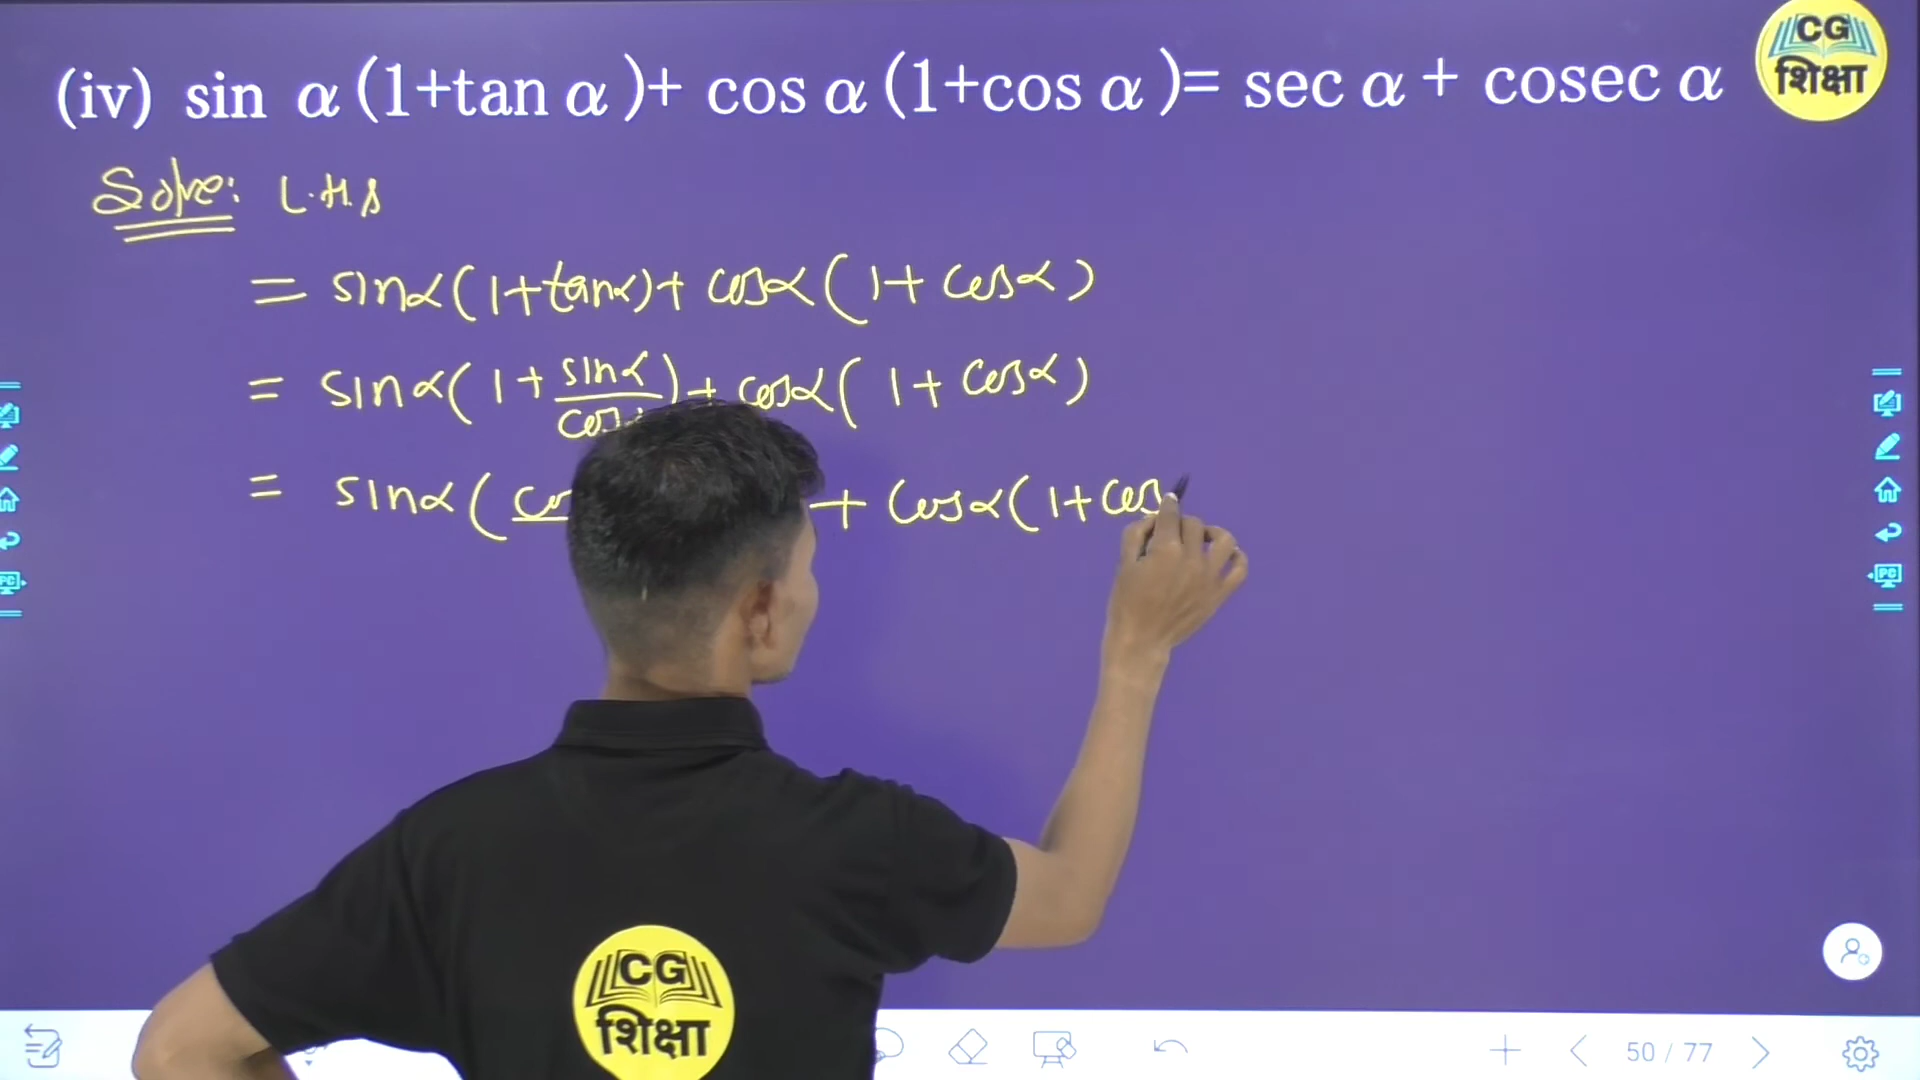 (iv) sin α (1+tan α )+ cos α (1+cos α )= sec α + cosec α
CG
शिक्षा
Solve: L.H.S
= sinα(1+tanα)+ cosα(1+ cosα)
= sinα(1+ sinα/cosα)+ cosα(1+ cosα)
= sinα( + cosα(1+cos
CG
शिक्षा
50 / 77